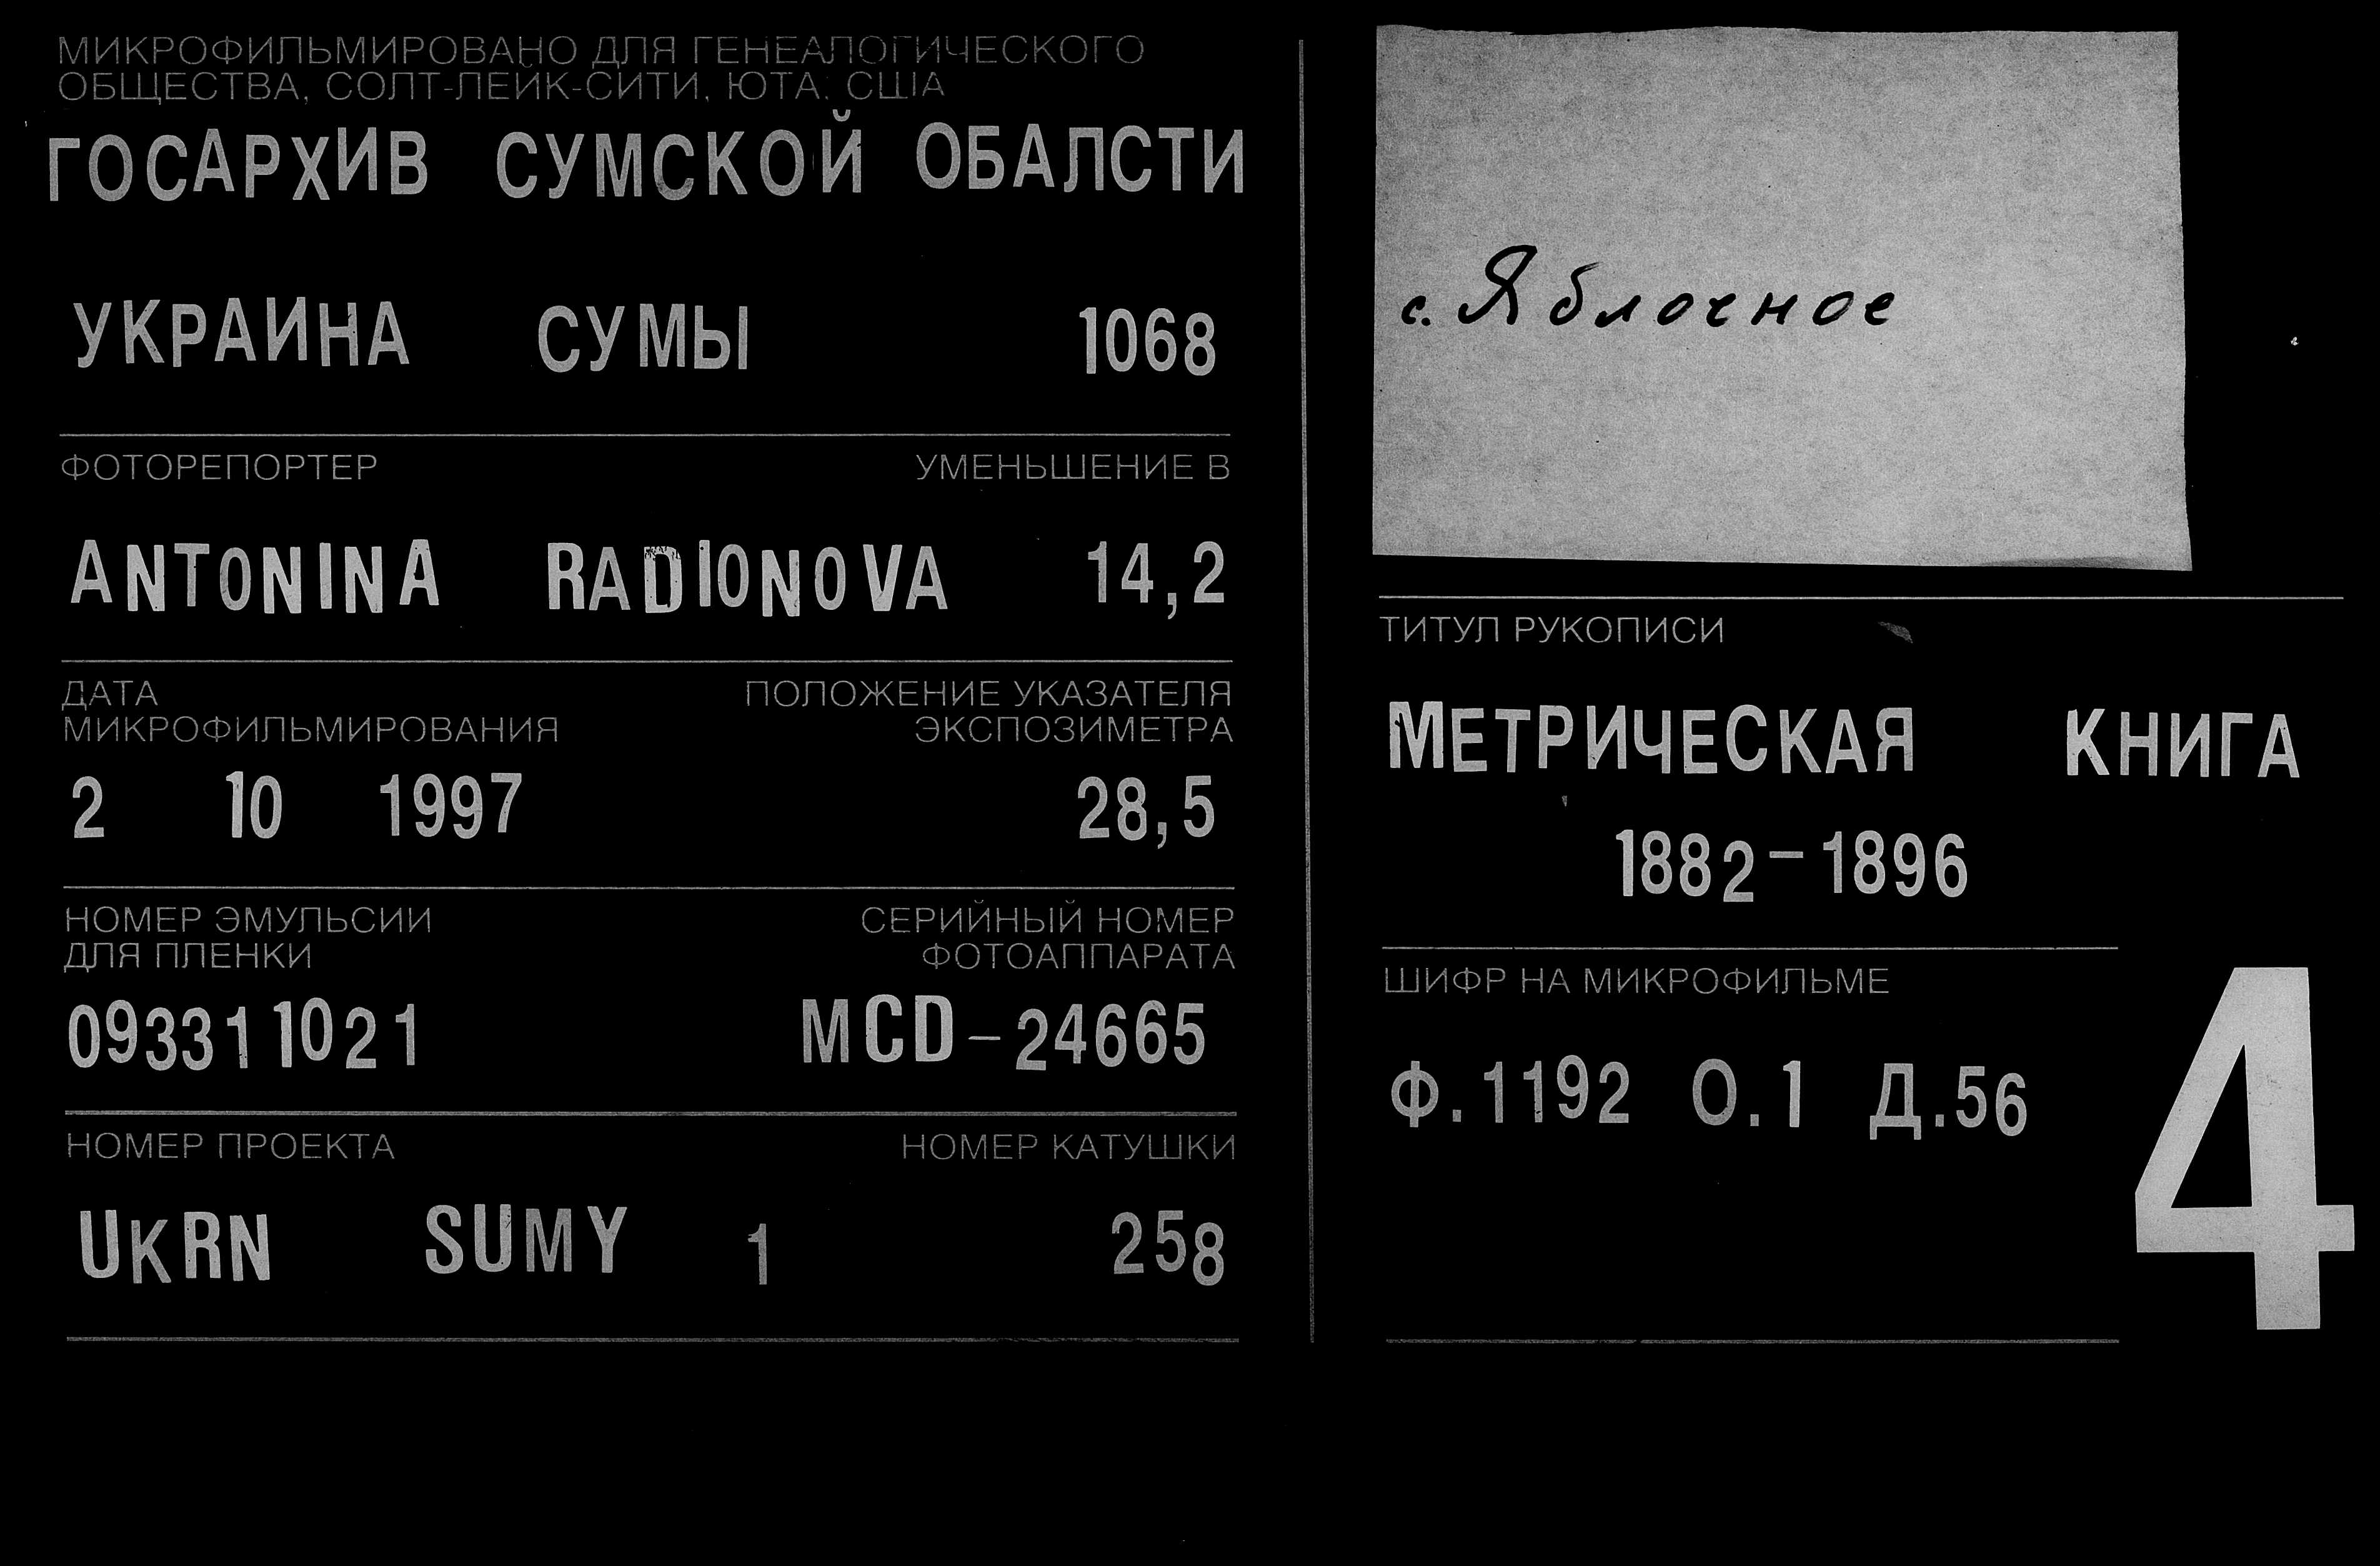 МИКРОФИЛЬМИРОВАНО ДЛЯ ГЕНЕАЛОГИЧЕСКОГО
ОБЩЕСТВА, СОЛТ-ЛЕЙК-СИТИ, ЮТА, США
ГОСАРХИВ СУМСКОЙ ОБАЛСТИ
УКРАИНА СУМЫ 1068
ФОТОРЕПОРТЕР УМЕНЬШЕНИЕ В
ANTONINA RADIONOVA 14,2
ДАТА ПОЛОЖЕНИЕ УКАЗАТЕЛЯ
МИКРОФИЛЬМИРОВАНИЯ ЭКСПОЗИМЕТРА
2 10 1997 28,5
НОМЕР ЭМУЛЬСИИ СЕРИЙНЫЙ НОМЕР
ДЛЯ ПЛЕНКИ ФОТОАППАРАТА
093311021 MCD-24665
НОМЕР ПРОЕКТА НОМЕР КАТУШКИ
UKRN SUMY 1 258
с. Яблочное
ТИТУЛ РУКОПИСИ
МЕТРИЧЕСКАЯ КНИГА
1882-1896
ШИФР НА МИКРОФИЛЬМЕ
Ф.1192 О.1 Д.56
4